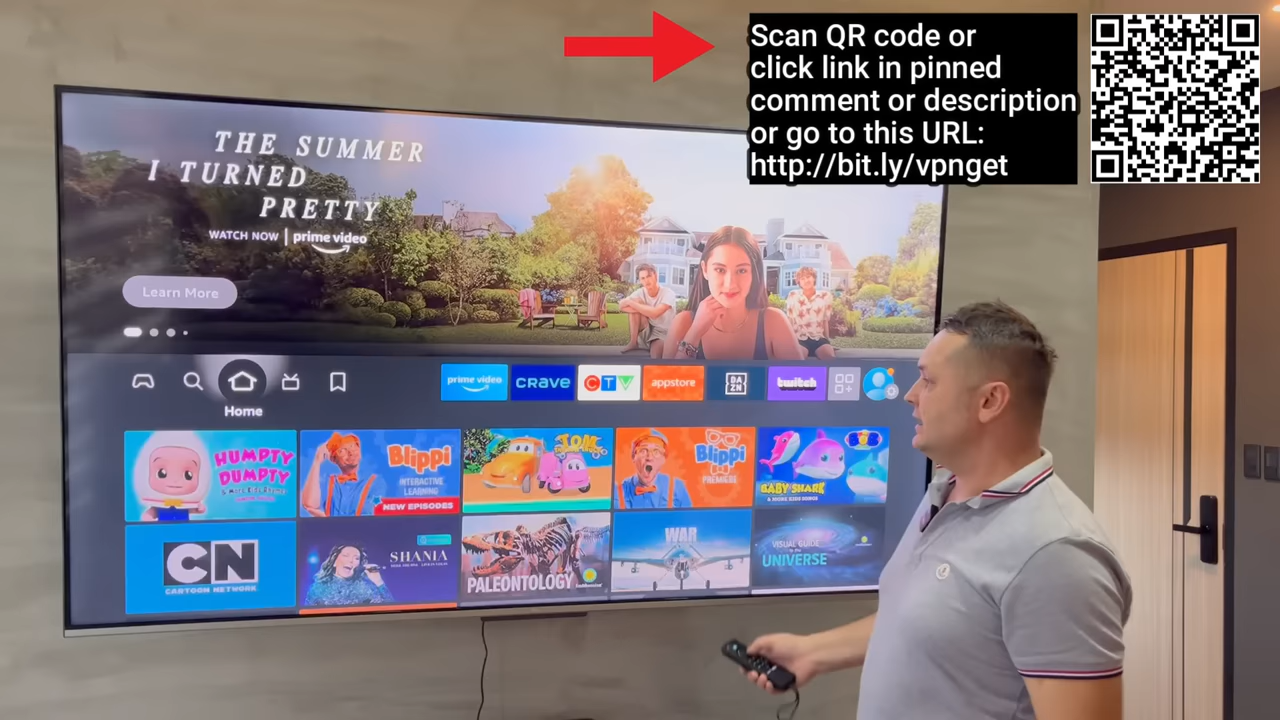 Scan QR code or
click link in pinned
comment or description
or go to this URL:
http://bit.ly/vpnget
THE SUMMER
I TURNED
PRETTY
WATCH NOW | prime video
Learn More
prime video
CRAVE
CTV
appstore
DAZN
twitch
Home
HUMPTY
DUMPTY
Blippi
INTERACTIVE
LEARNING
NEW EPISODES
Blippi
BABY SHARK
CN
CARTOON NETWORK
SHANIA
PALEONTOLOGY
WAR
VISUAL GUIDE
to the
UNIVERSE